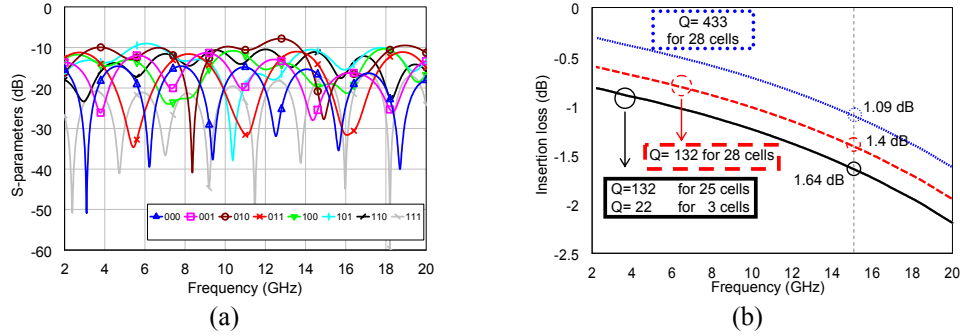 0
-10
-20
-30
-40
-50
-60
S-parameters (dB)
000 001 010 011 100 101 110 111
2 4 6 8 10 12 14 16 18 20
Frequency (GHz)
(a)
0
-0.5
-1
-1.5
-2
-2.5
Insertion loss (dB)
Q= 433
for 28 cells
1.09 dB
Q= 132 for 28 cells
1.4 dB
1.64 dB
Q=132 for 25 cells
Q= 22 for 3 cells
2 4 6 8 10 12 14 16 18 20
Frequency (GHz)
(b)